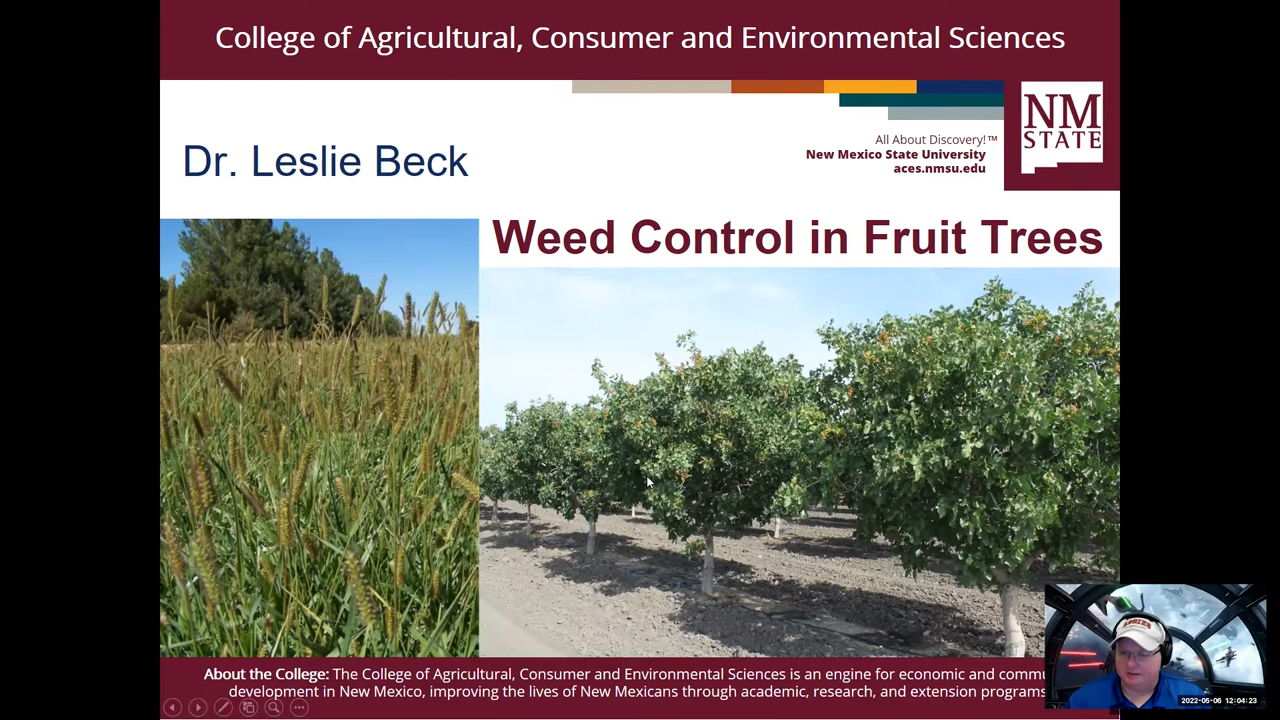 College of Agricultural, Consumer and Environmental Sciences
All About Discovery!™
New Mexico State University
aces.nmsu.edu
NM
STATE
Dr. Leslie Beck
Weed Control in Fruit Trees
About the College: The College of Agricultural, Consumer and Environmental Sciences is an engine for economic and
development in New Mexico, improving the lives of New Mexicans through academic, research, and extension programs
2022-05-06 12:04:23